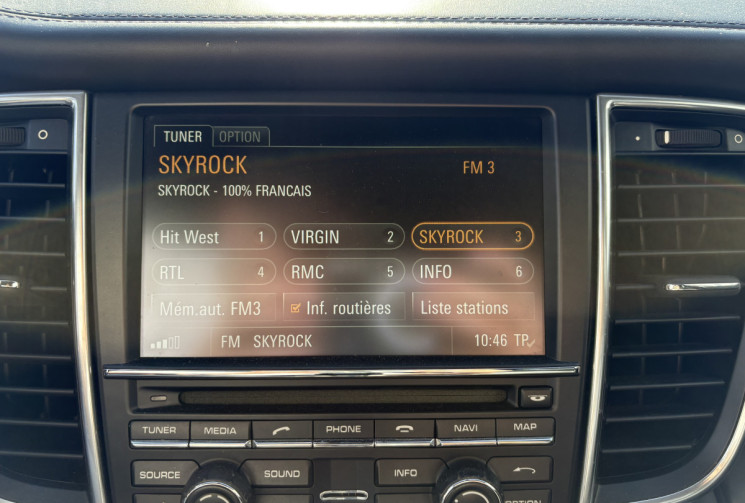 TUNER OPTION
SKYROCK FM 3
SKYROCK - 100% FRANCAIS
Hit West 1 VIRGIN 2 SKYROCK 3
RTL 4 RMC 5 INFO 6
Mém.aut. FM3 Inf. routières Liste stations
FM SKYROCK 10:46 TP
TUNER MEDIA PHONE NAVI MAP
SOURCE SOUND INFO
OPTION